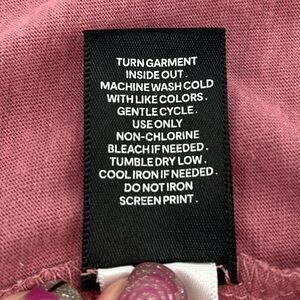 TURN GARMENT
INSIDE OUT.
MACHINE WASH COLD
WITH LIKE COLORS.
GENTLE CYCLE.
USE ONLY
NON-CHLORINE
BLEACH IF NEEDED.
TUMBLE DRY LOW.
COOL IRON IF NEEDED.
DO NOT IRON
SCREEN PRINT.